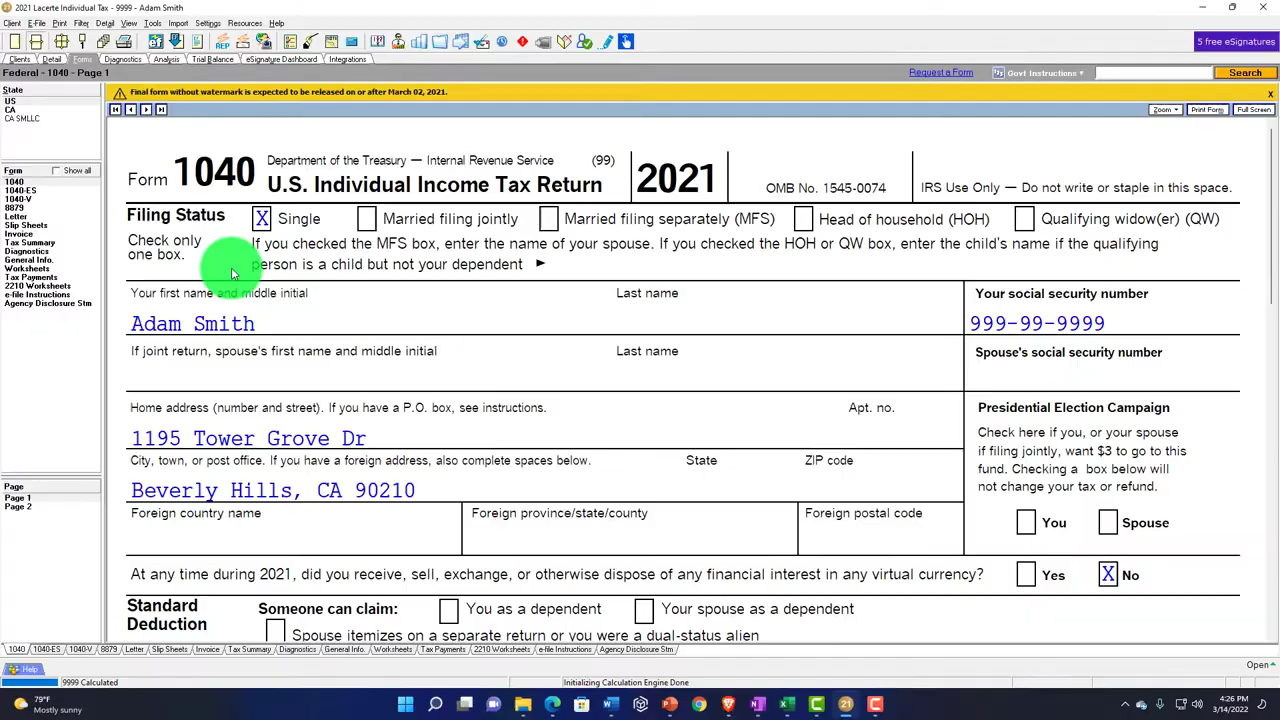 2021 Lacerte Individual Tax - 9999 - Adam Smith
Client E-File Print Filter Detail View Tools Import Settings Resources Help
REP
5 free eSignatures
Clients Detail Forms Diagnostics Analysis Trial Balance eSignature Dashboard Integrations
Federal - 1040 - Page 1
Request a Form
Govt Instructions
Search
State
US
CA
CA SMLLC
Final form without watermark is expected to be released on or after March 02, 2021.
X
Zoom Print Form Full Screen
Form Show all
1040
1040-ES
1040-V
8879
Letter
Slip Sheets
Invoice
Tax Summary
Diagnostics
General Info.
Worksheets
Tax Payments
2210 Worksheets
e-file Instructions
Agency Disclosure Stm
Page
Page 1
Page 2
Form 1040 Department of the Treasury — Internal Revenue Service (99)
U.S. Individual Income Tax Return 2021 OMB No. 1545-0074 IRS Use Only — Do not write or staple in this space.
Filing Status X Single Married filing jointly Married filing separately (MFS) Head of household (HOH) Qualifying widow(er) (QW)
Check only one box.
If you checked the MFS box, enter the name of your spouse. If you checked the HOH or QW box, enter the child's name if the qualifying
person is a child but not your dependent ►
Your first name and middle initial Last name Your social security number
Adam Smith 999-99-9999
If joint return, spouse's first name and middle initial Last name Spouse's social security number
Home address (number and street). If you have a P.O. box, see instructions. Apt. no.
1195 Tower Grove Dr
City, town, or post office. If you have a foreign address, also complete spaces below. State ZIP code
Beverly Hills, CA 90210
Foreign country name Foreign province/state/county Foreign postal code
Presidential Election Campaign
Check here if you, or your spouse
if filing jointly, want $3 to go to this
fund. Checking a box below will
not change your tax or refund.
You Spouse
At any time during 2021, did you receive, sell, exchange, or otherwise dispose of any financial interest in any virtual currency? Yes X No
Standard
Deduction
Someone can claim: You as a dependent Your spouse as a dependent
Spouse itemizes on a separate return or you were a dual-status alien
1040 1040-ES 1040-V 8879 Letter Slip Sheets Invoice Tax Summary Diagnostics General Info. Worksheets Tax Payments 2210 Worksheets e-file Instructions Agency Disclosure Stm
Help
Open
9999 Calculated
Initializing Calculation Engine Done
79°F
Mostly sunny
21
4:26 PM
3/14/2022